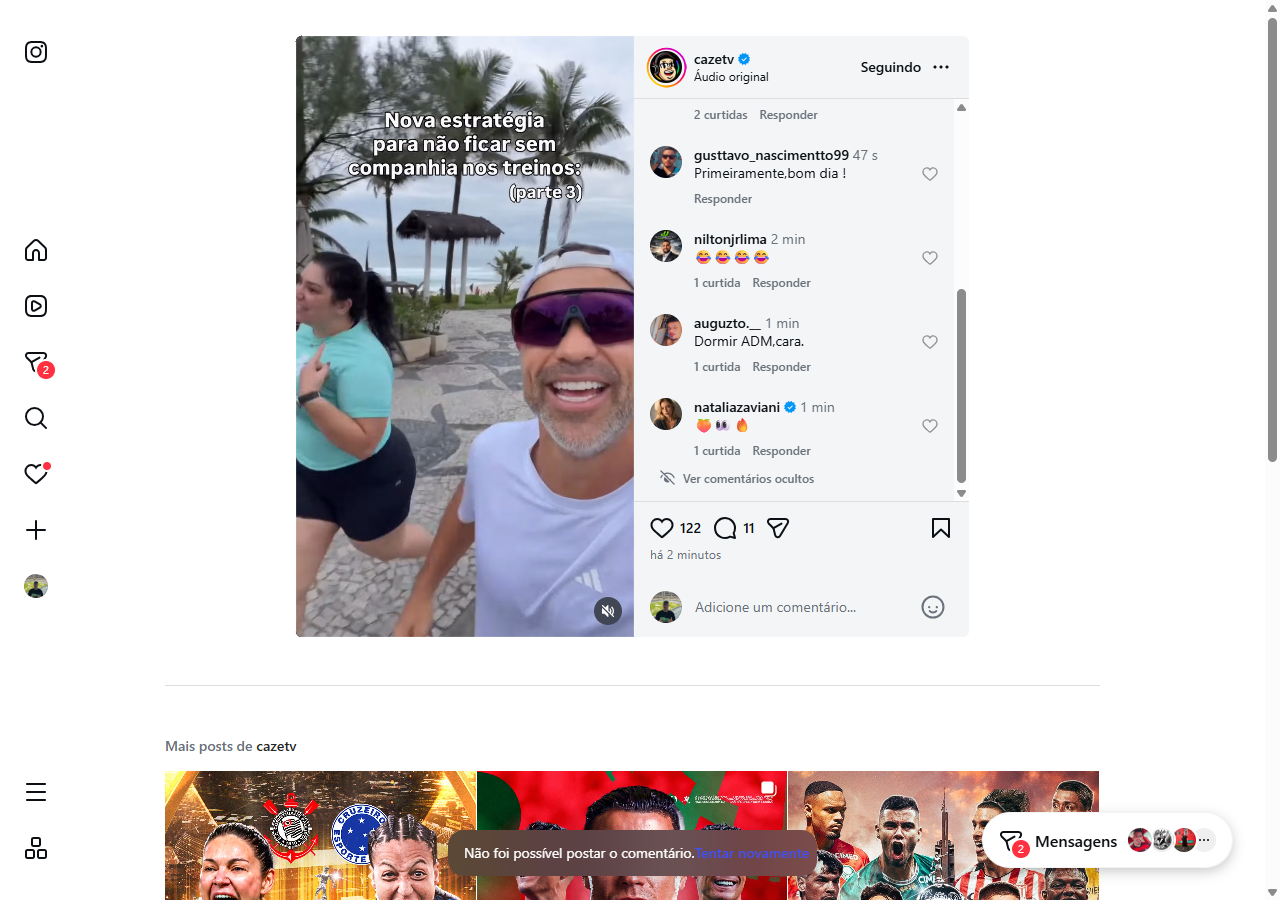 Nova estratégia
para não ficar sem
companhia nos treinos:
(parte 3)
cazetv
Áudio original
Seguindo
2 curtidas Responder
gusttavo_nascimentto99 47 s
Primeiramente,bom dia !
Responder
niltonjrlima 2 min
😂😂😂😂
1 curtida Responder
auguzto.__ 1 min
Dormir ADM,cara.
1 curtida Responder
nataliazaviani 1 min
🍑👀🔥
1 curtida Responder
Ver comentários ocultos
122 11
há 2 minutos
Adicione um comentário...
2
Mais posts de cazetv
CRUZEIRO
ESPORTE
CIMED
Não foi possível postar o comentário.Tentar novamente
2
Mensagens